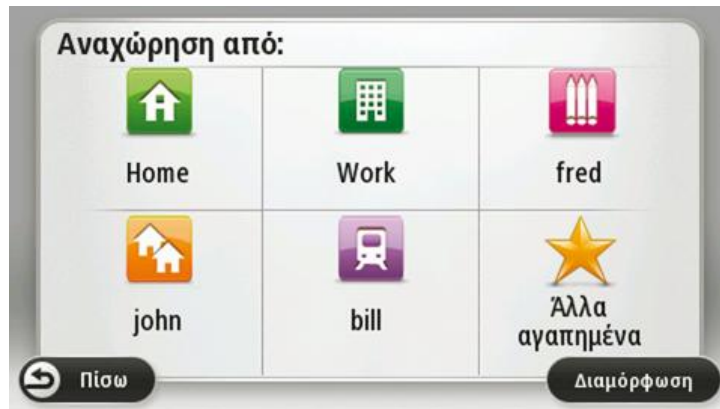 Αναχώρηση από:
Home
Work
fred
john
bill
Άλλα
αγαπημένα
Πίσω
Διαμόρφωση